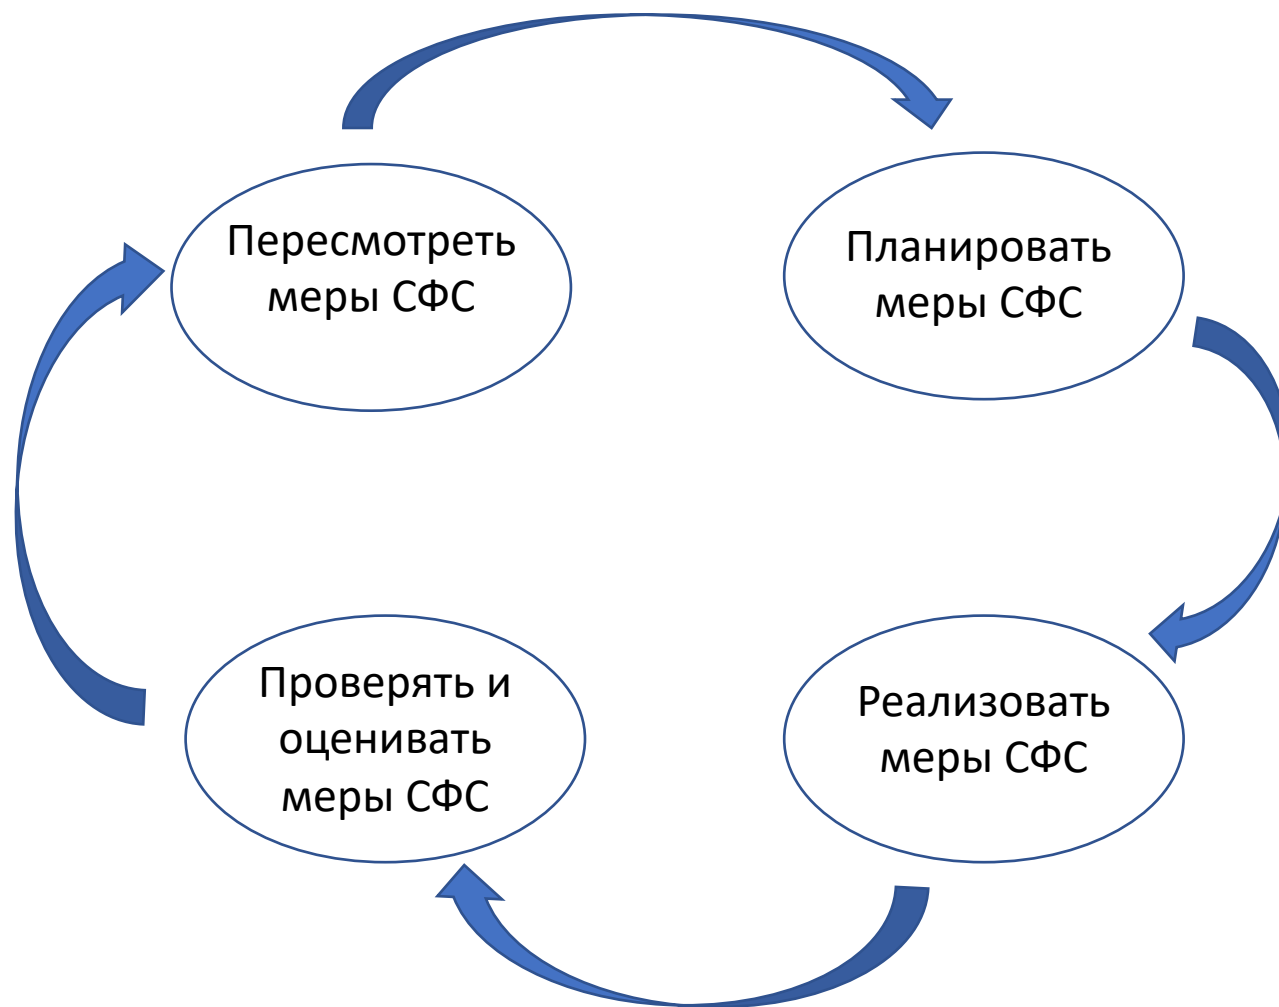 Пересмотреть
меры СФС
Планировать
меры СФС
Проверять и
оценивать
меры СФС
Реализовать
меры СФС